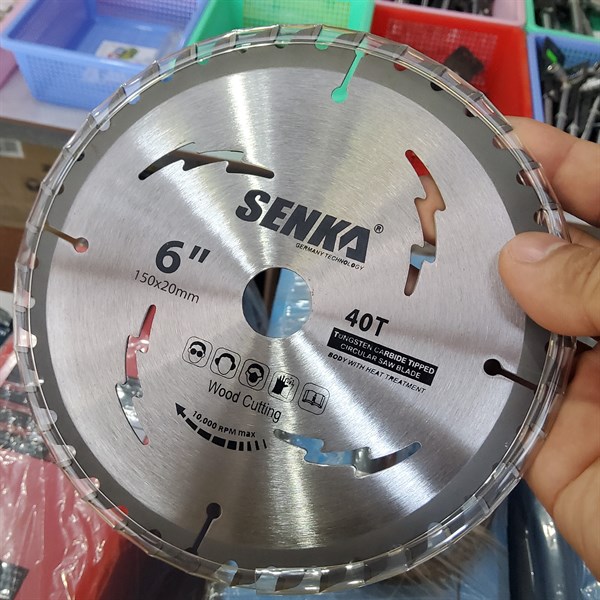 SENKA®
GERMANY TECHNOLOGY
6"
150x20mm
40T
TUNGSTEN CARBIDE TIPPED
CIRCULAR SAW BLADE
BODY WITH HEAT TREATMENT
Wood Cutting
10,000 RPM max